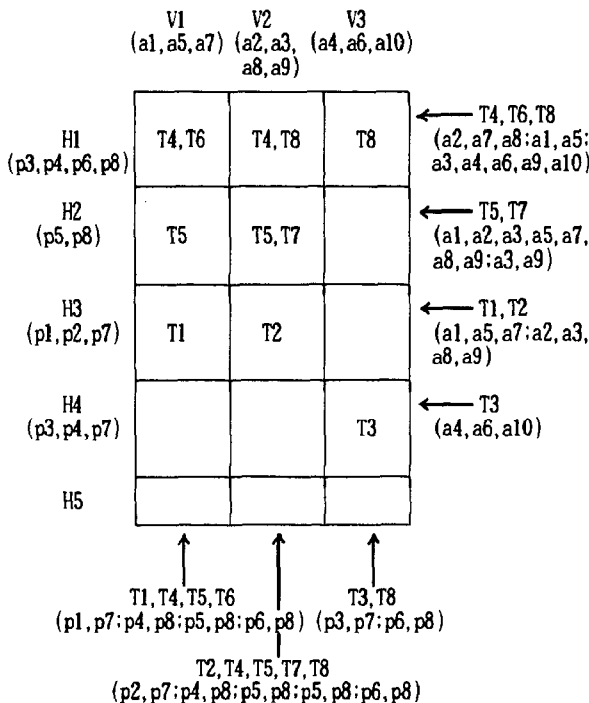 V1 V2 V3
(a1,a5,a7) (a2,a3, (a4,a6,a10)
a8,a9)
H1 T4,T6 T4,T8 T8 T4,T6,T8
(p3,p4,p6,p8) (a2,a7,a8;a1,a5;
a3,a4,a6,a9,a10)
H2 T5 T5,T7 T5,T7
(p5,p8) (a1,a2,a3,a5,a7,
a8,a9;a3,a9)
H3 T1 T2 T1,T2
(p1,p2,p7) (a1,a5,a7;a2,a3,
a8,a9)
H4 T3 T3
(p3,p4,p7) (a4,a6,a10)
H5
T1,T4,T5,T6 T3,T8
(p1,p7;p4,p8;p5,p8;p6,p8) (p3,p7;p6,p8)
T2,T4,T5,T7,T8
(p2,p7;p4,p8;p5,p8;p5,p8;p6,p8)